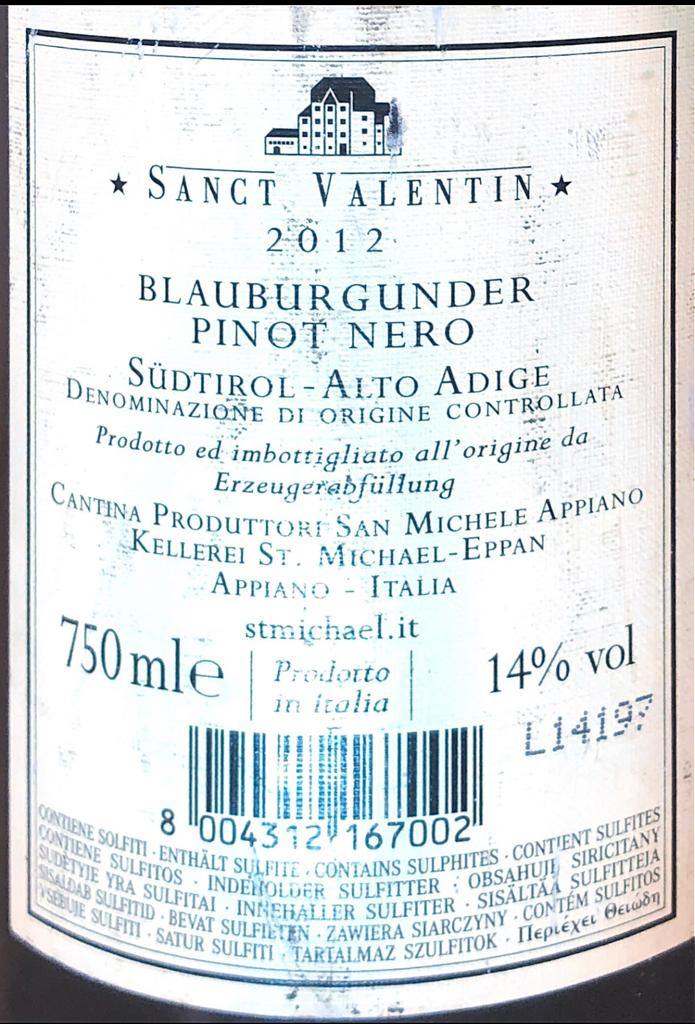 ★ SANCT VALENTIN ★
2012
BLAUBURGUNDER
PINOT NERO
SÜDTIROL - ALTO ADIGE
DENOMINAZIONE DI ORIGINE CONTROLLATA
Prodotto ed imbottigliato all'origine da
Erzeugerabfüllung
CANTINA PRODUTTORI SAN MICHELE APPIANO
KELLEREI ST. MICHAEL-EPPAN
APPIANO - ITALIA
stmichael.it
750 ml e
Prodotto
in italia
14% vol
L14197
8 004312 167002
CONTIENE SOLFITI · ENTHÄLT SULFITE · CONTAINS SULPHITES · CONTIENT SULFITES
CONTIENE SULFITOS · INDEHOLDER SULFITTER · OBSAHUJE SIRICITANY
SUDĖTYJE YRA SULFITAI · INNEHALLER SULFITER · SISÄLTÄÄ SULFITTEJA
SISALDAB SULFITID · BEVAT SULFIETEN · ZAWIERA SIARCZYNY · CONTÉM SULFITOS
VSEBUJE SULFITI · SATUR SULFITI · TARTALMAZ SZULFITOK · Περιέχει Θειώδη